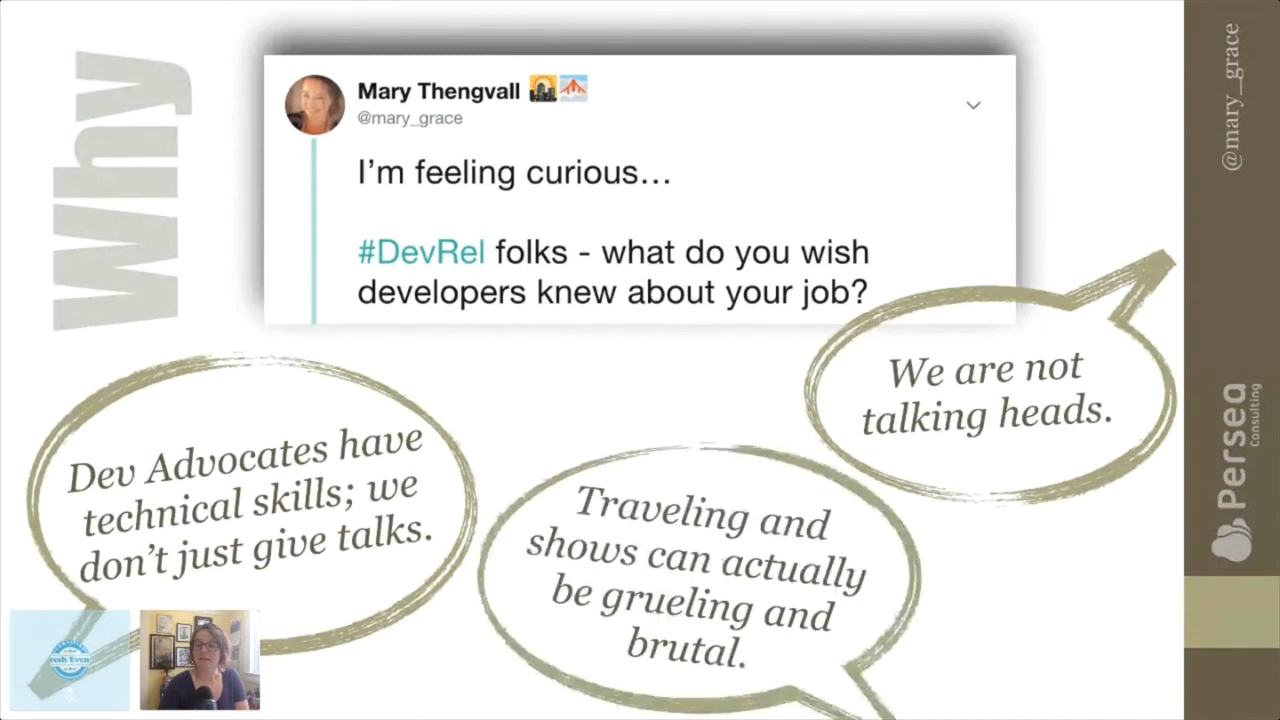 Why
Mary Thengvall
@mary_grace
I'm feeling curious…
#DevRel folks - what do you wish
developers knew about your job?
We are not
talking heads.
Dev Advocates have
technical skills; we
don't just give talks.
Traveling and
shows can actually
be grueling and
brutal.
@mary_grace
Persea
Consulting